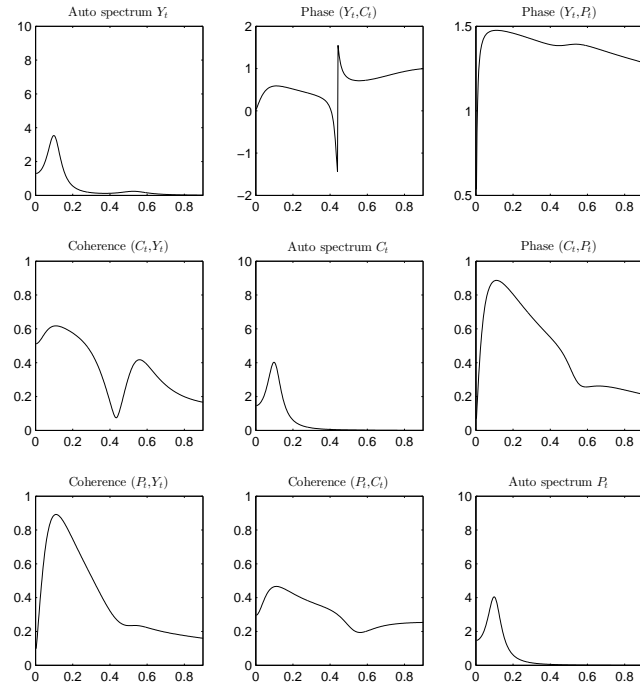 Auto spectrum Y_t
Phase (Y_t,C_t)
Phase (Y_t,P_t)
10
8
6
4
2
0
0 0.2 0.4 0.6 0.8
2
1
0
−1
−2
0 0.2 0.4 0.6 0.8
1.5
1
0.5
0 0.2 0.4 0.6 0.8
Coherence (C_t,Y_t)
Auto spectrum C_t
Phase (C_t,P_t)
1
0.8
0.6
0.4
0.2
0
0 0.2 0.4 0.6 0.8
10
8
6
4
2
0
0 0.2 0.4 0.6 0.8
1
0.8
0.6
0.4
0.2
0
0 0.2 0.4 0.6 0.8
Coherence (P_t,Y_t)
Coherence (P_t,C_t)
Auto spectrum P_t
1
0.8
0.6
0.4
0.2
0
0 0.2 0.4 0.6 0.8
1
0.8
0.6
0.4
0.2
0
0 0.2 0.4 0.6 0.8
10
8
6
4
2
0
0 0.2 0.4 0.6 0.8